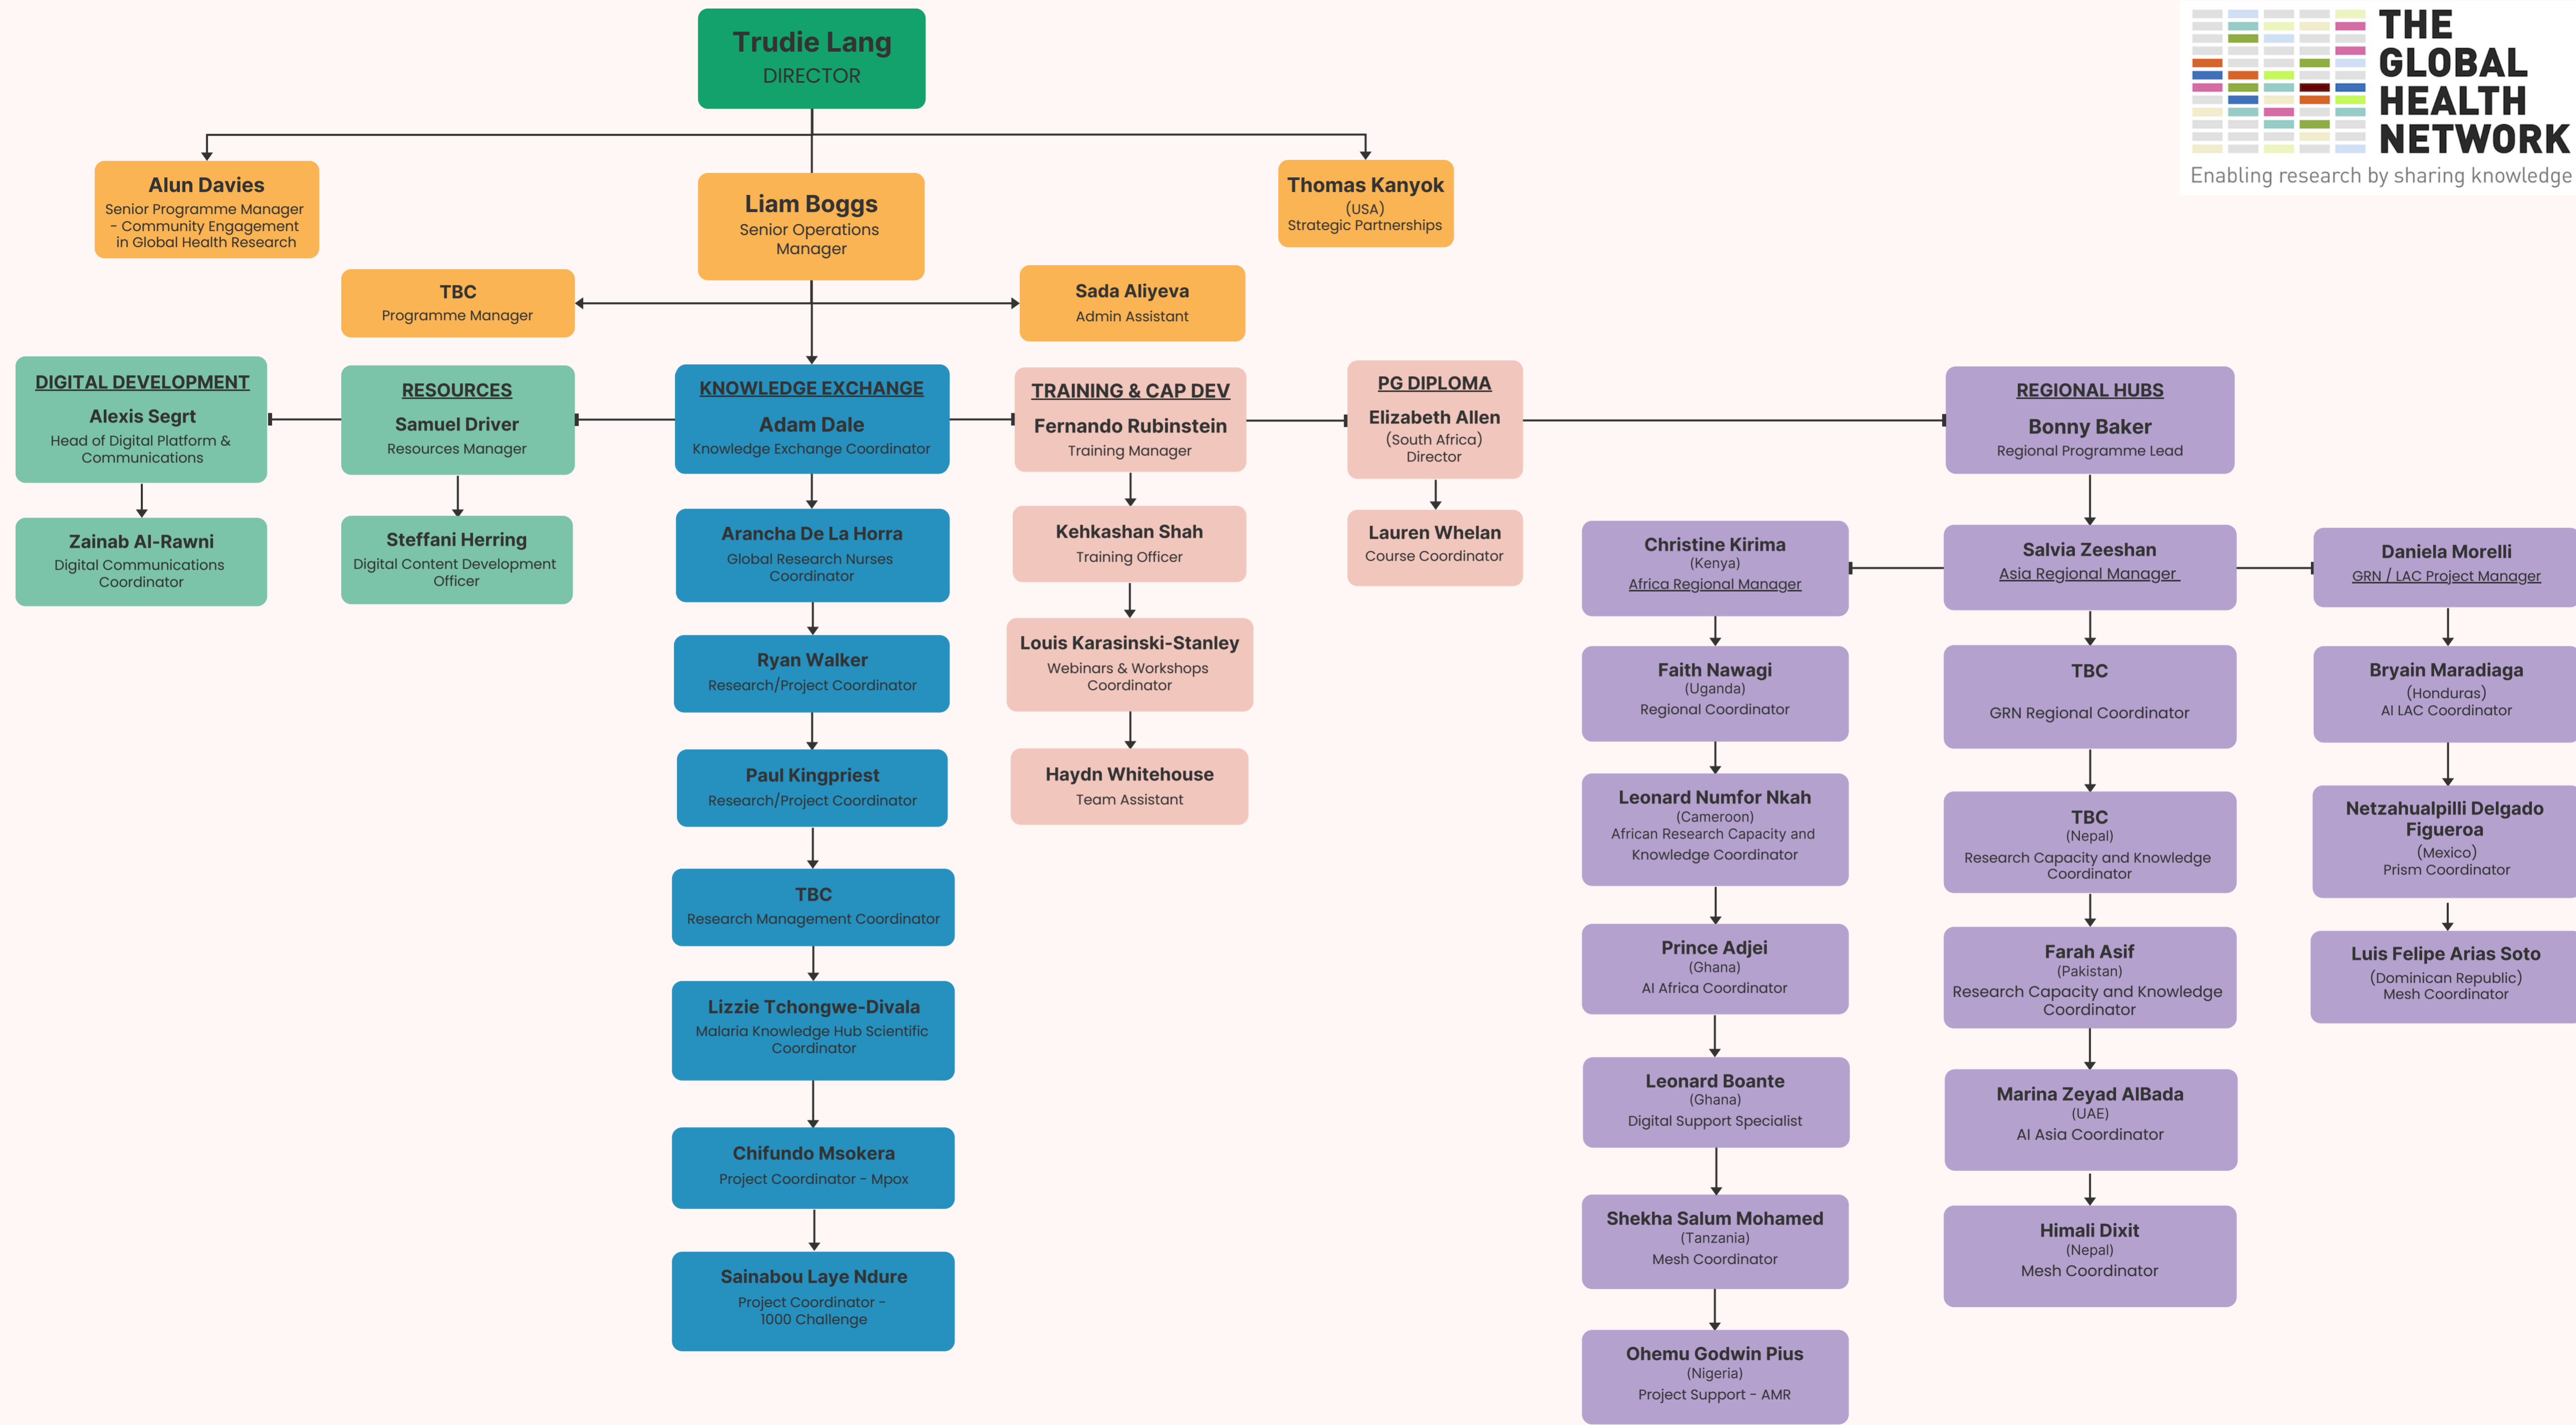 Trudie Lang
DIRECTOR
THE
GLOBAL
HEALTH
NETWORK
Enabling research by sharing knowledge
Alun Davies
Senior Programme Manager
- Community Engagement
in Global Health Research
Liam Boggs
Senior Operations
Manager
Thomas Kanyok
(USA)
Strategic Partnerships
TBC
Programme Manager
Sada Aliyeva
Admin Assistant
DIGITAL DEVELOPMENT
Alexis Segrt
Head of Digital Platform &
Communications
RESOURCES
Samuel Driver
Resources Manager
KNOWLEDGE EXCHANGE
Adam Dale
Knowledge Exchange Coordinator
TRAINING & CAP DEV
Fernando Rubinstein
Training Manager
PG DIPLOMA
Elizabeth Allen
(South Africa)
Director
REGIONAL HUBS
Bonny Baker
Regional Programme Lead
Zainab Al-Rawni
Digital Communications
Coordinator
Steffani Herring
Digital Content Development
Officer
Arancha De La Horra
Global Research Nurses
Coordinator
Ryan Walker
Research/Project Coordinator
Paul Kingpriest
Research/Project Coordinator
TBC
Research Management Coordinator
Lizzie Tchongwe-Divala
Malaria Knowledge Hub Scientific
Coordinator
Chifundo Msokera
Project Coordinator - Mpox
Sainabou Laye Ndure
Project Coordinator -
1000 Challenge
Kehkashan Shah
Training Officer
Louis Karasinski-Stanley
Webinars & Workshops
Coordinator
Haydn Whitehouse
Team Assistant
Lauren Whelan
Course Coordinator
Christine Kirima
(Kenya)
Africa Regional Manager
Faith Nawagi
(Uganda)
Regional Coordinator
Leonard Numfor Nkah
(Cameroon)
African Research Capacity and
Knowledge Coordinator
Prince Adjei
(Ghana)
AI Africa Coordinator
Leonard Boante
(Ghana)
Digital Support Specialist
Shekha Salum Mohamed
(Tanzania)
Mesh Coordinator
Ohemu Godwin Pius
(Nigeria)
Project Support - AMR
Salvia Zeeshan
Asia Regional Manager
TBC
GRN Regional Coordinator
TBC
(Nepal)
Research Capacity and Knowledge
Coordinator
Farah Asif
(Pakistan)
Research Capacity and Knowledge
Coordinator
Marina Zeyad AlBada
(UAE)
AI Asia Coordinator
Himali Dixit
(Nepal)
Mesh Coordinator
Daniela Morelli
GRN / LAC Project Manager
Bryain Maradiaga
(Honduras)
AI LAC Coordinator
Netzahualpilli Delgado
Figueroa
(Mexico)
Prism Coordinator
Luis Felipe Arias Soto
(Dominican Republic)
Mesh Coordinator